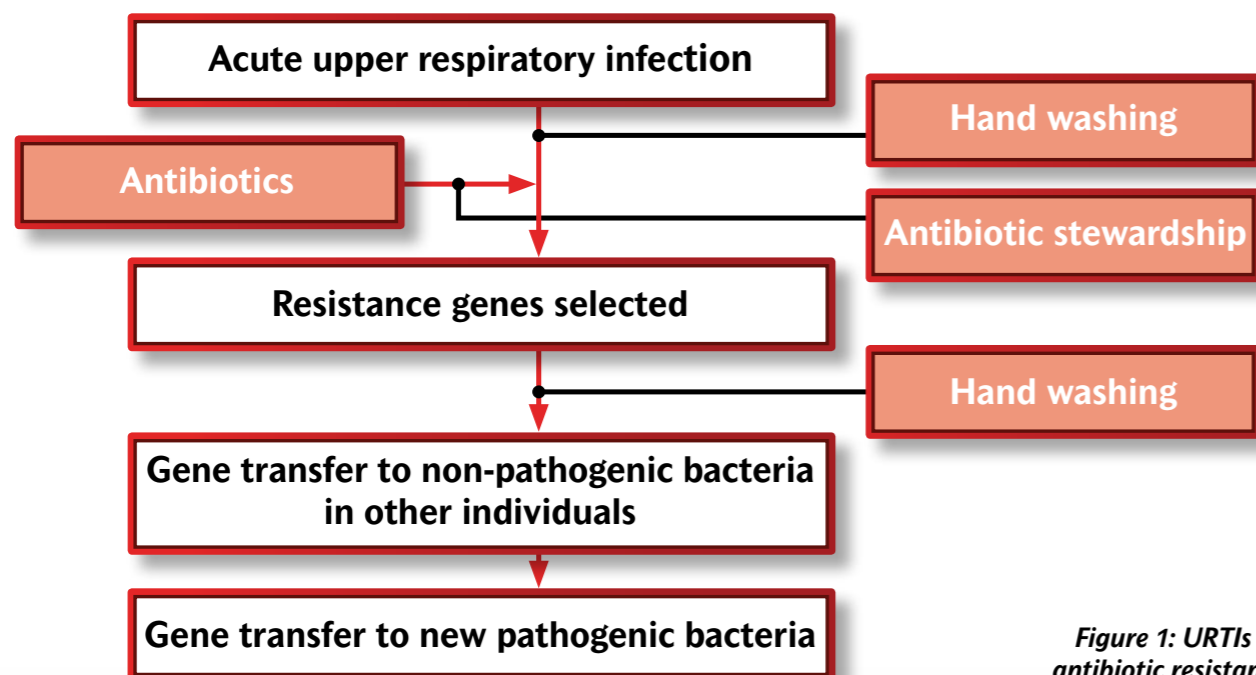 Acute upper respiratory infection
Hand washing
Antibiotics
Antibiotic stewardship
Resistance genes selected
Hand washing
Gene transfer to non-pathogenic bacteria
in other individuals
Gene transfer to new pathogenic bacteria
Figure 1: URTIs
antibiotic